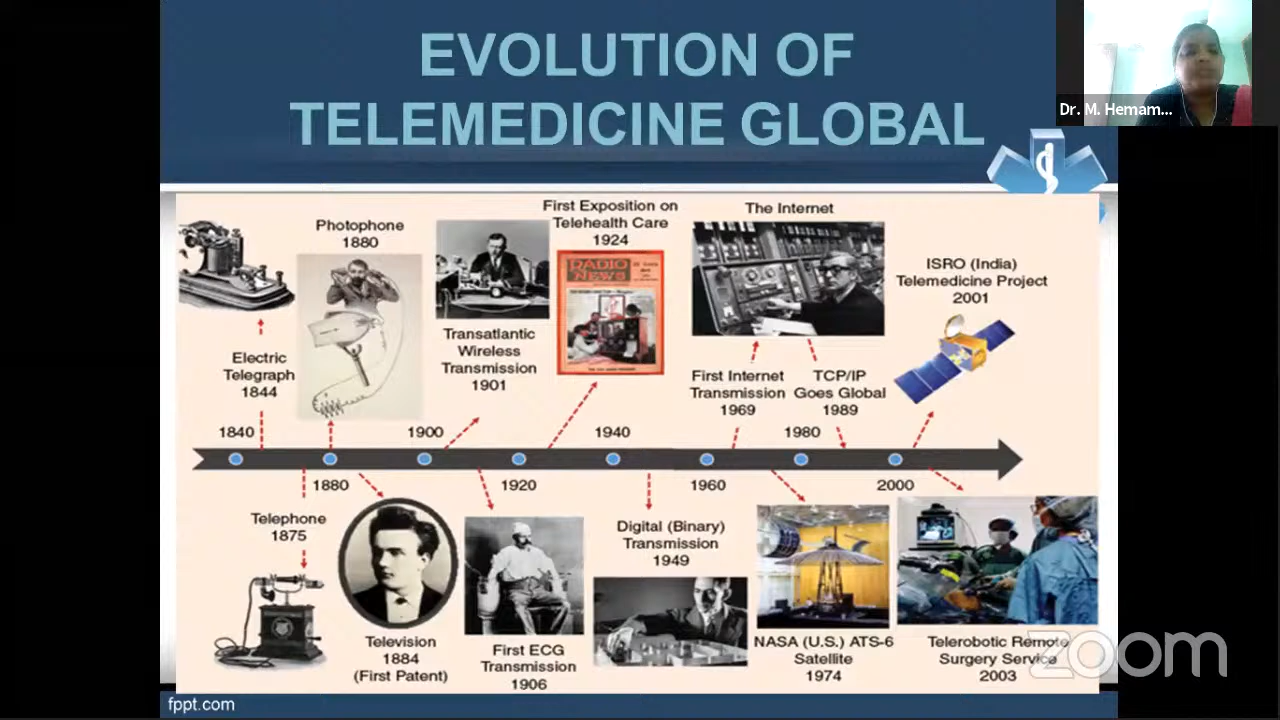 EVOLUTION OF
TELEMEDICINE GLOBAL
Dr. M. Hemam...
Photophone
1880
First Exposition on
Telehealth Care
1924
RADIO
NEWS
The Internet
ISRO (India)
Telemedicine Project
2001
Electric
Telegraph
1844
Transatlantic
Wireless
Transmission
1901
First Internet
Transmission
1969
TCP/IP
Goes Global
1989
1840
1900
1940
1980
1880
1920
1960
2000
Telephone
1875
Digital (Binary)
Transmission
1949
Television
1884
(First Patent)
First ECG
Transmission
1906
NASA (U.S.) ATS-6
Satellite
1974
Telerobotic Remote
Surgery Service
2003
zoom
fppt.com